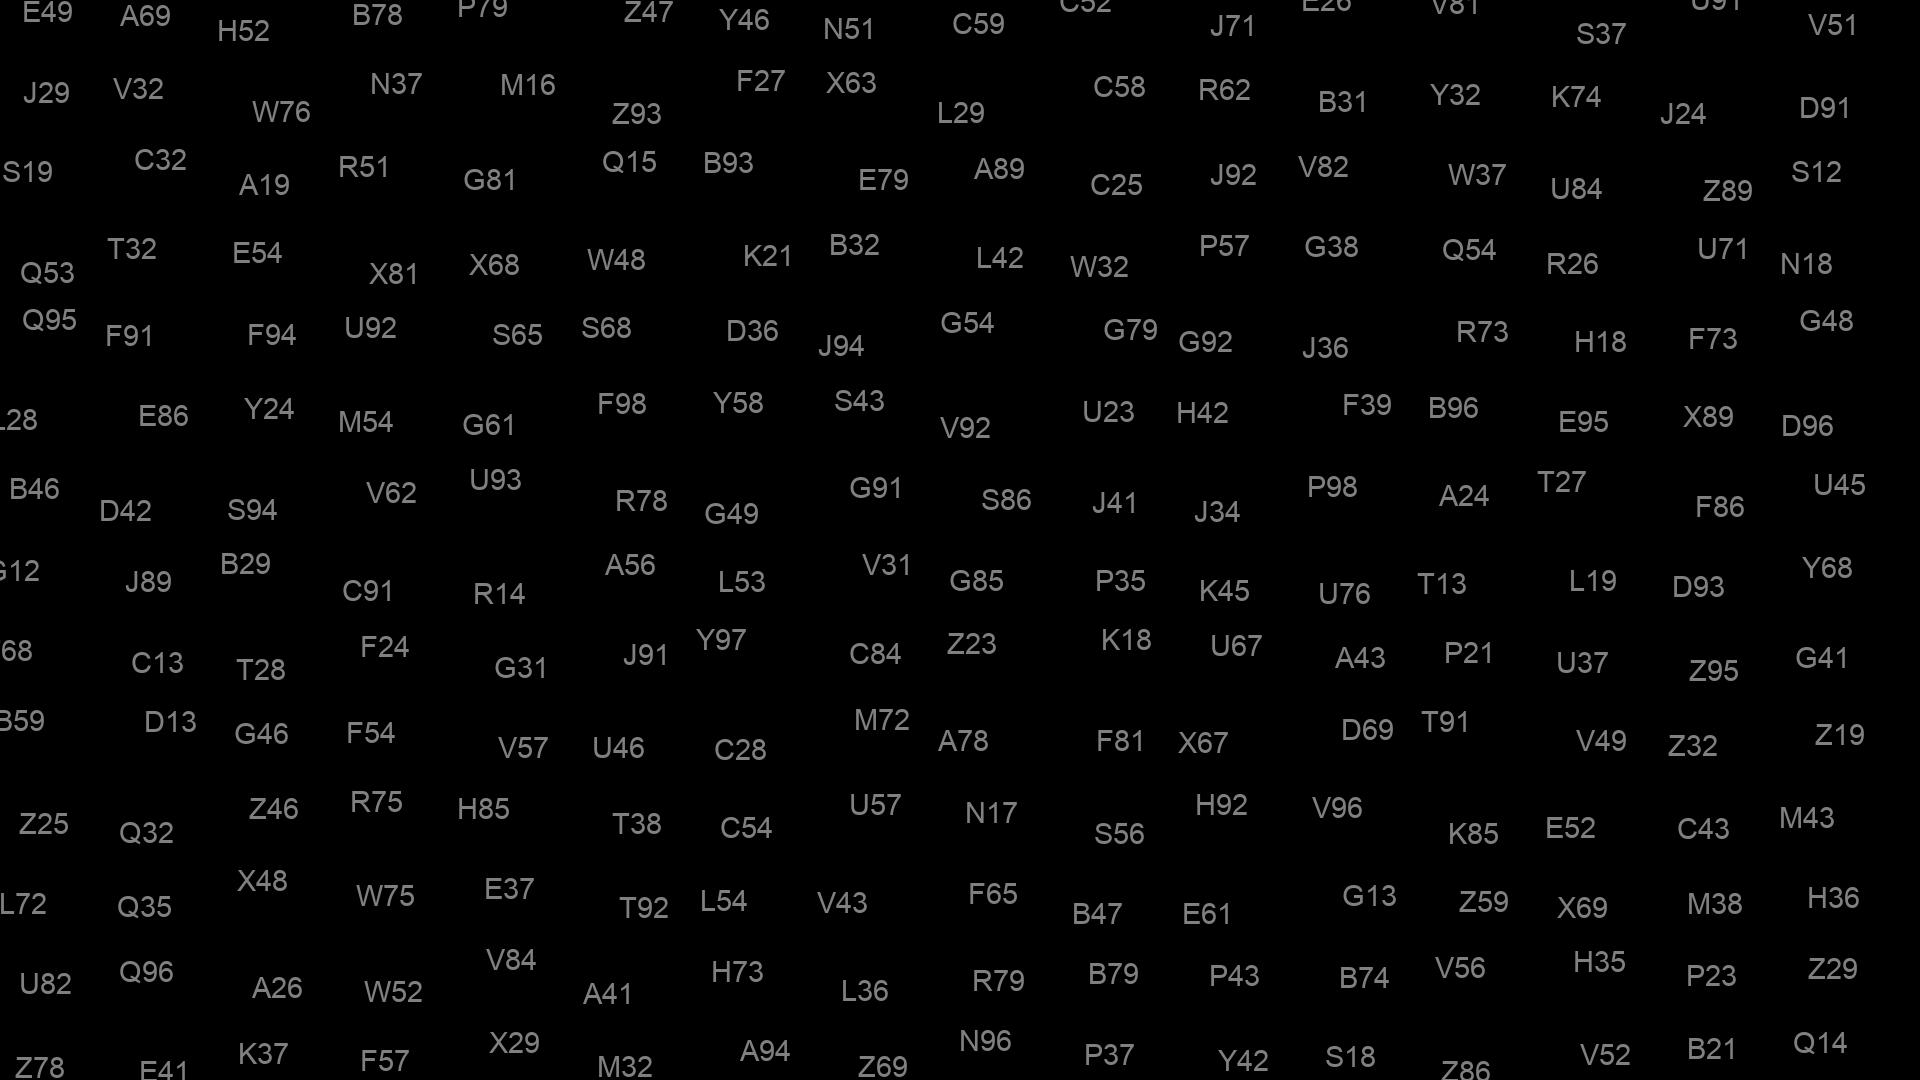 E49 A69 H52 B78 P79 Z47 Y46 N51 C59 C52 J71 E26 V81 S37 U91 V51
J29 V32 W76 N37 M16 Z93 F27 X63 L29 C58 R62 B31 Y32 K74 J24 D91
S19 C32 A19 R51 G81 Q15 B93 E79 A89 C25 J92 V82 W37 U84 Z89 S12
Q53 T32 E54 X81 X68 W48 K21 B32 L42 W32 P57 G38 Q54 R26 U71 N18
Q95 F91 F94 U92 S65 S68 D36 J94 G54 G79 G92 J36 R73 H18 F73 G48
L28 E86 Y24 M54 G61 F98 Y58 S43 V92 U23 H42 F39 B96 E95 X89 D96
B46 D42 S94 V62 U93 R78 G49 G91 S86 J41 J34 P98 A24 T27 F86 U45
G12 J89 B29 C91 R14 A56 L53 V31 G85 P35 K45 U76 T13 L19 D93 Y68
68 C13 T28 F24 G31 J91 Y97 C84 Z23 K18 U67 A43 P21 U37 Z95 G41
B59 D13 G46 F54 V57 U46 C28 M72 A78 F81 X67 D69 T91 V49 Z32 Z19
Z25 Q32 Z46 R75 H85 T38 C54 U57 N17 S56 H92 V96 K85 E52 C43 M43
L72 Q35 X48 W75 E37 T92 L54 V43 F65 B47 E61 G13 Z59 X69 M38 H36
U82 Q96 A26 W52 V84 A41 H73 L36 R79 B79 P43 B74 V56 H35 P23 Z29
Z78 E41 K37 F57 X29 M32 A94 Z69 N96 P37 Y42 S18 Z86 V52 B21 Q14